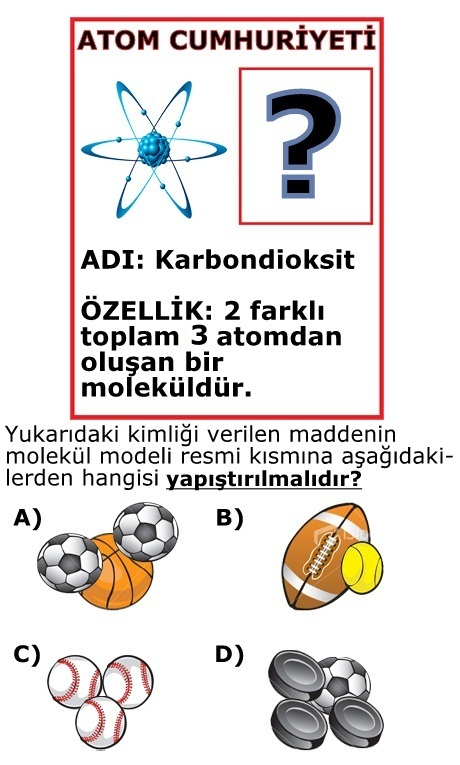 ATOM CUMHURİYETİ
?
ADI: Karbondioksit
ÖZELLİK: 2 farklı
toplam 3 atomdan
oluşan bir
moleküldür.
Yukarıdaki kimliği verilen maddenin
molekül modeli resmi kısmına aşağıdaki-
lerden hangisi yapıştırılmalıdır?
A) B)
C) D)